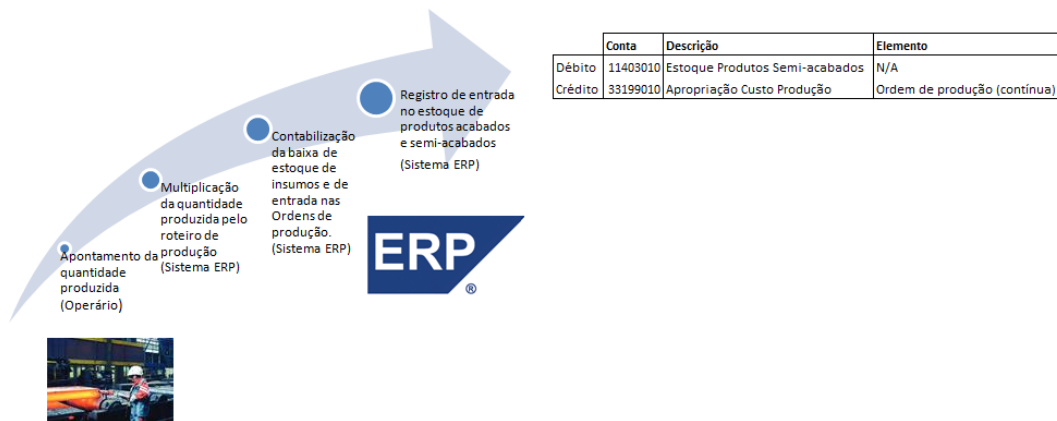 Apontamento da
quantidade
produzida
(Operário)
Multiplicação
da quantidade
produzida pelo
roteiro de
produção
(Sistema ERP)
Contabilização
da baixa de
estoque de
insumos e de
entrada nas
Ordens de
produção.
(Sistema ERP)
Registro de entrada
no estoque de
produtos acabados
e semi-acabados
(Sistema ERP)
ERP
®
Conta Descrição Elemento
Débito 11403010 Estoque Produtos Semi-acabados N/A
Crédito 33199010 Apropriação Custo Produção Ordem de produção (contínua)